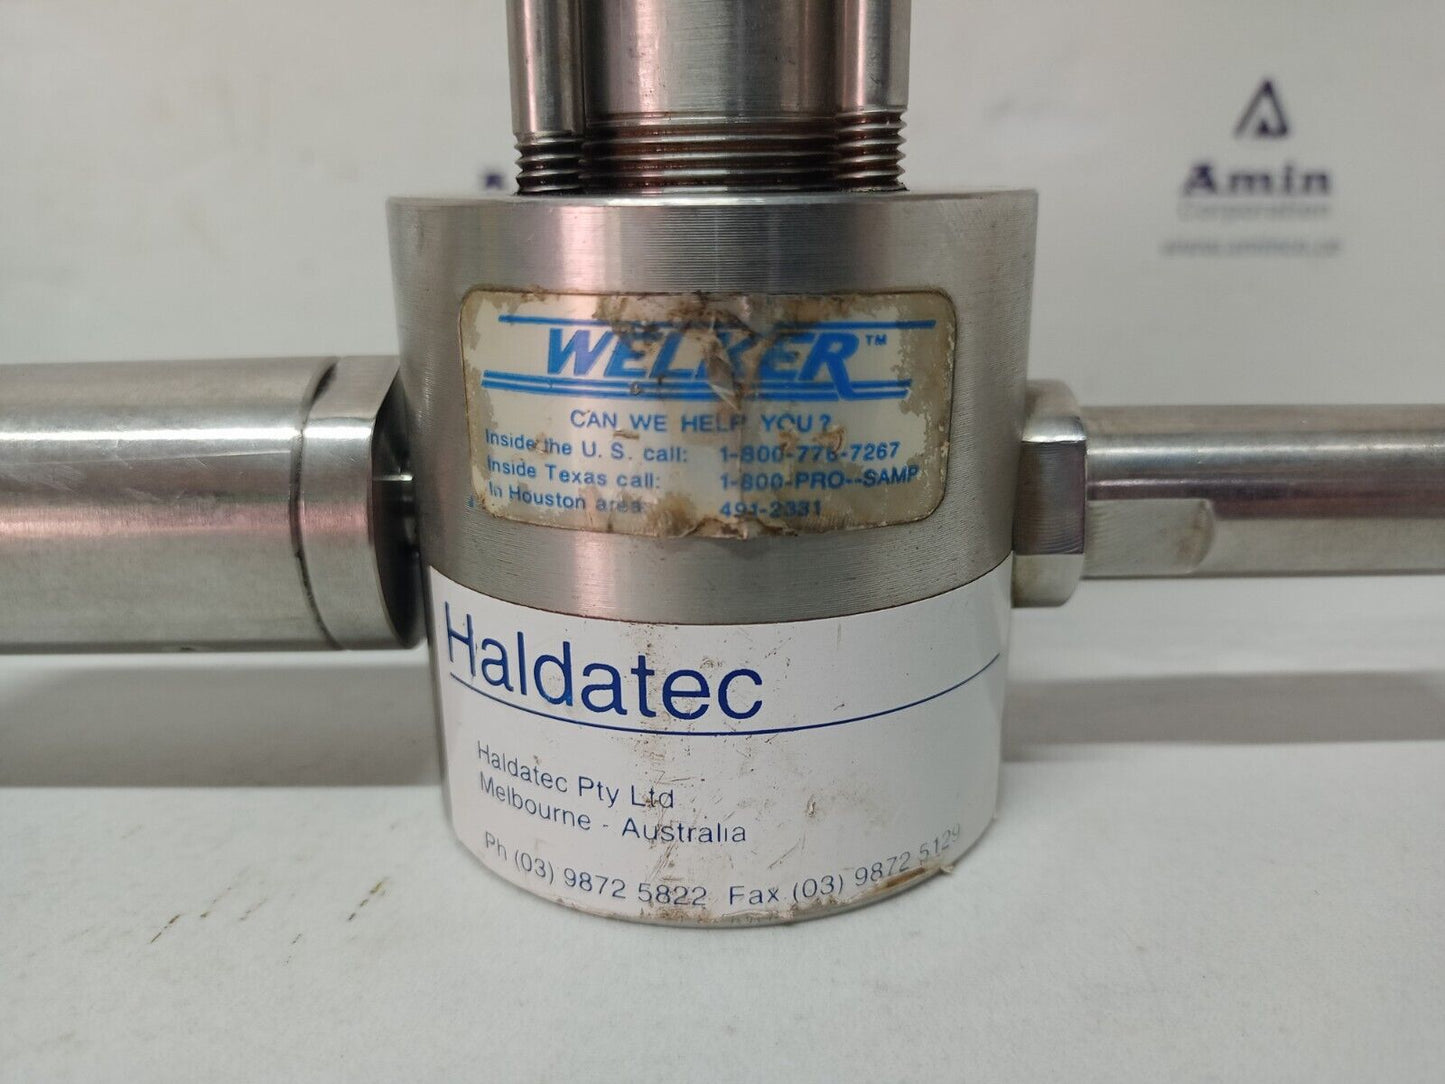 Amin
Corporation
WELKER™
CAN WE HELP YOU?
Inside the U. S. call: 1-800-776-7267
Inside Texas call: 1-800-PRO--SAMP
In Houston area: 491-2331
Haldatec
Haldatec Pty Ltd
Melbourne - Australia
Ph (03) 9872 5822 Fax (03) 9872 5129